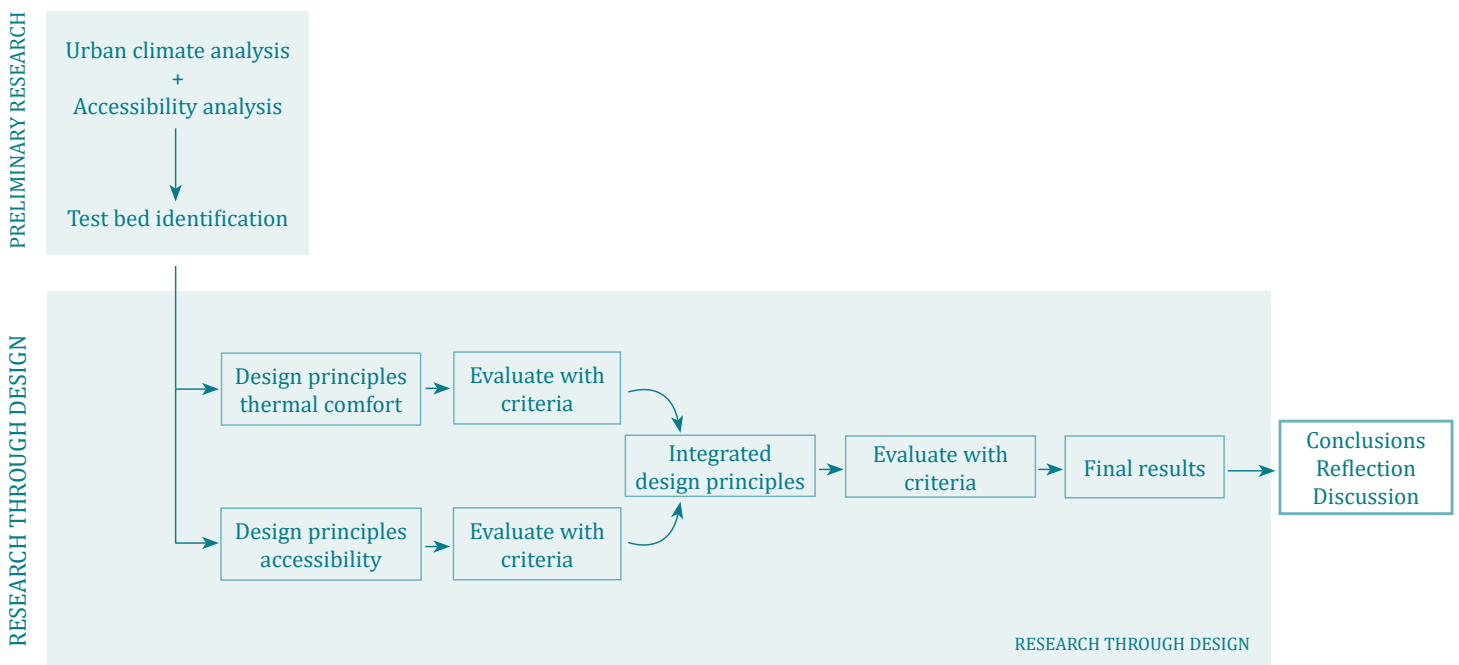 PRELIMINARY RESEARCH
Urban climate analysis
+
Accessibility analysis
Test bed identification
RESEARCH THROUGH DESIGN
Design principles
thermal comfort
Evaluate with
criteria
Design principles
accessibility
Evaluate with
criteria
Integrated
design principles
Evaluate with
criteria
Final results
Conclusions
Reflection
Discussion
RESEARCH THROUGH DESIGN